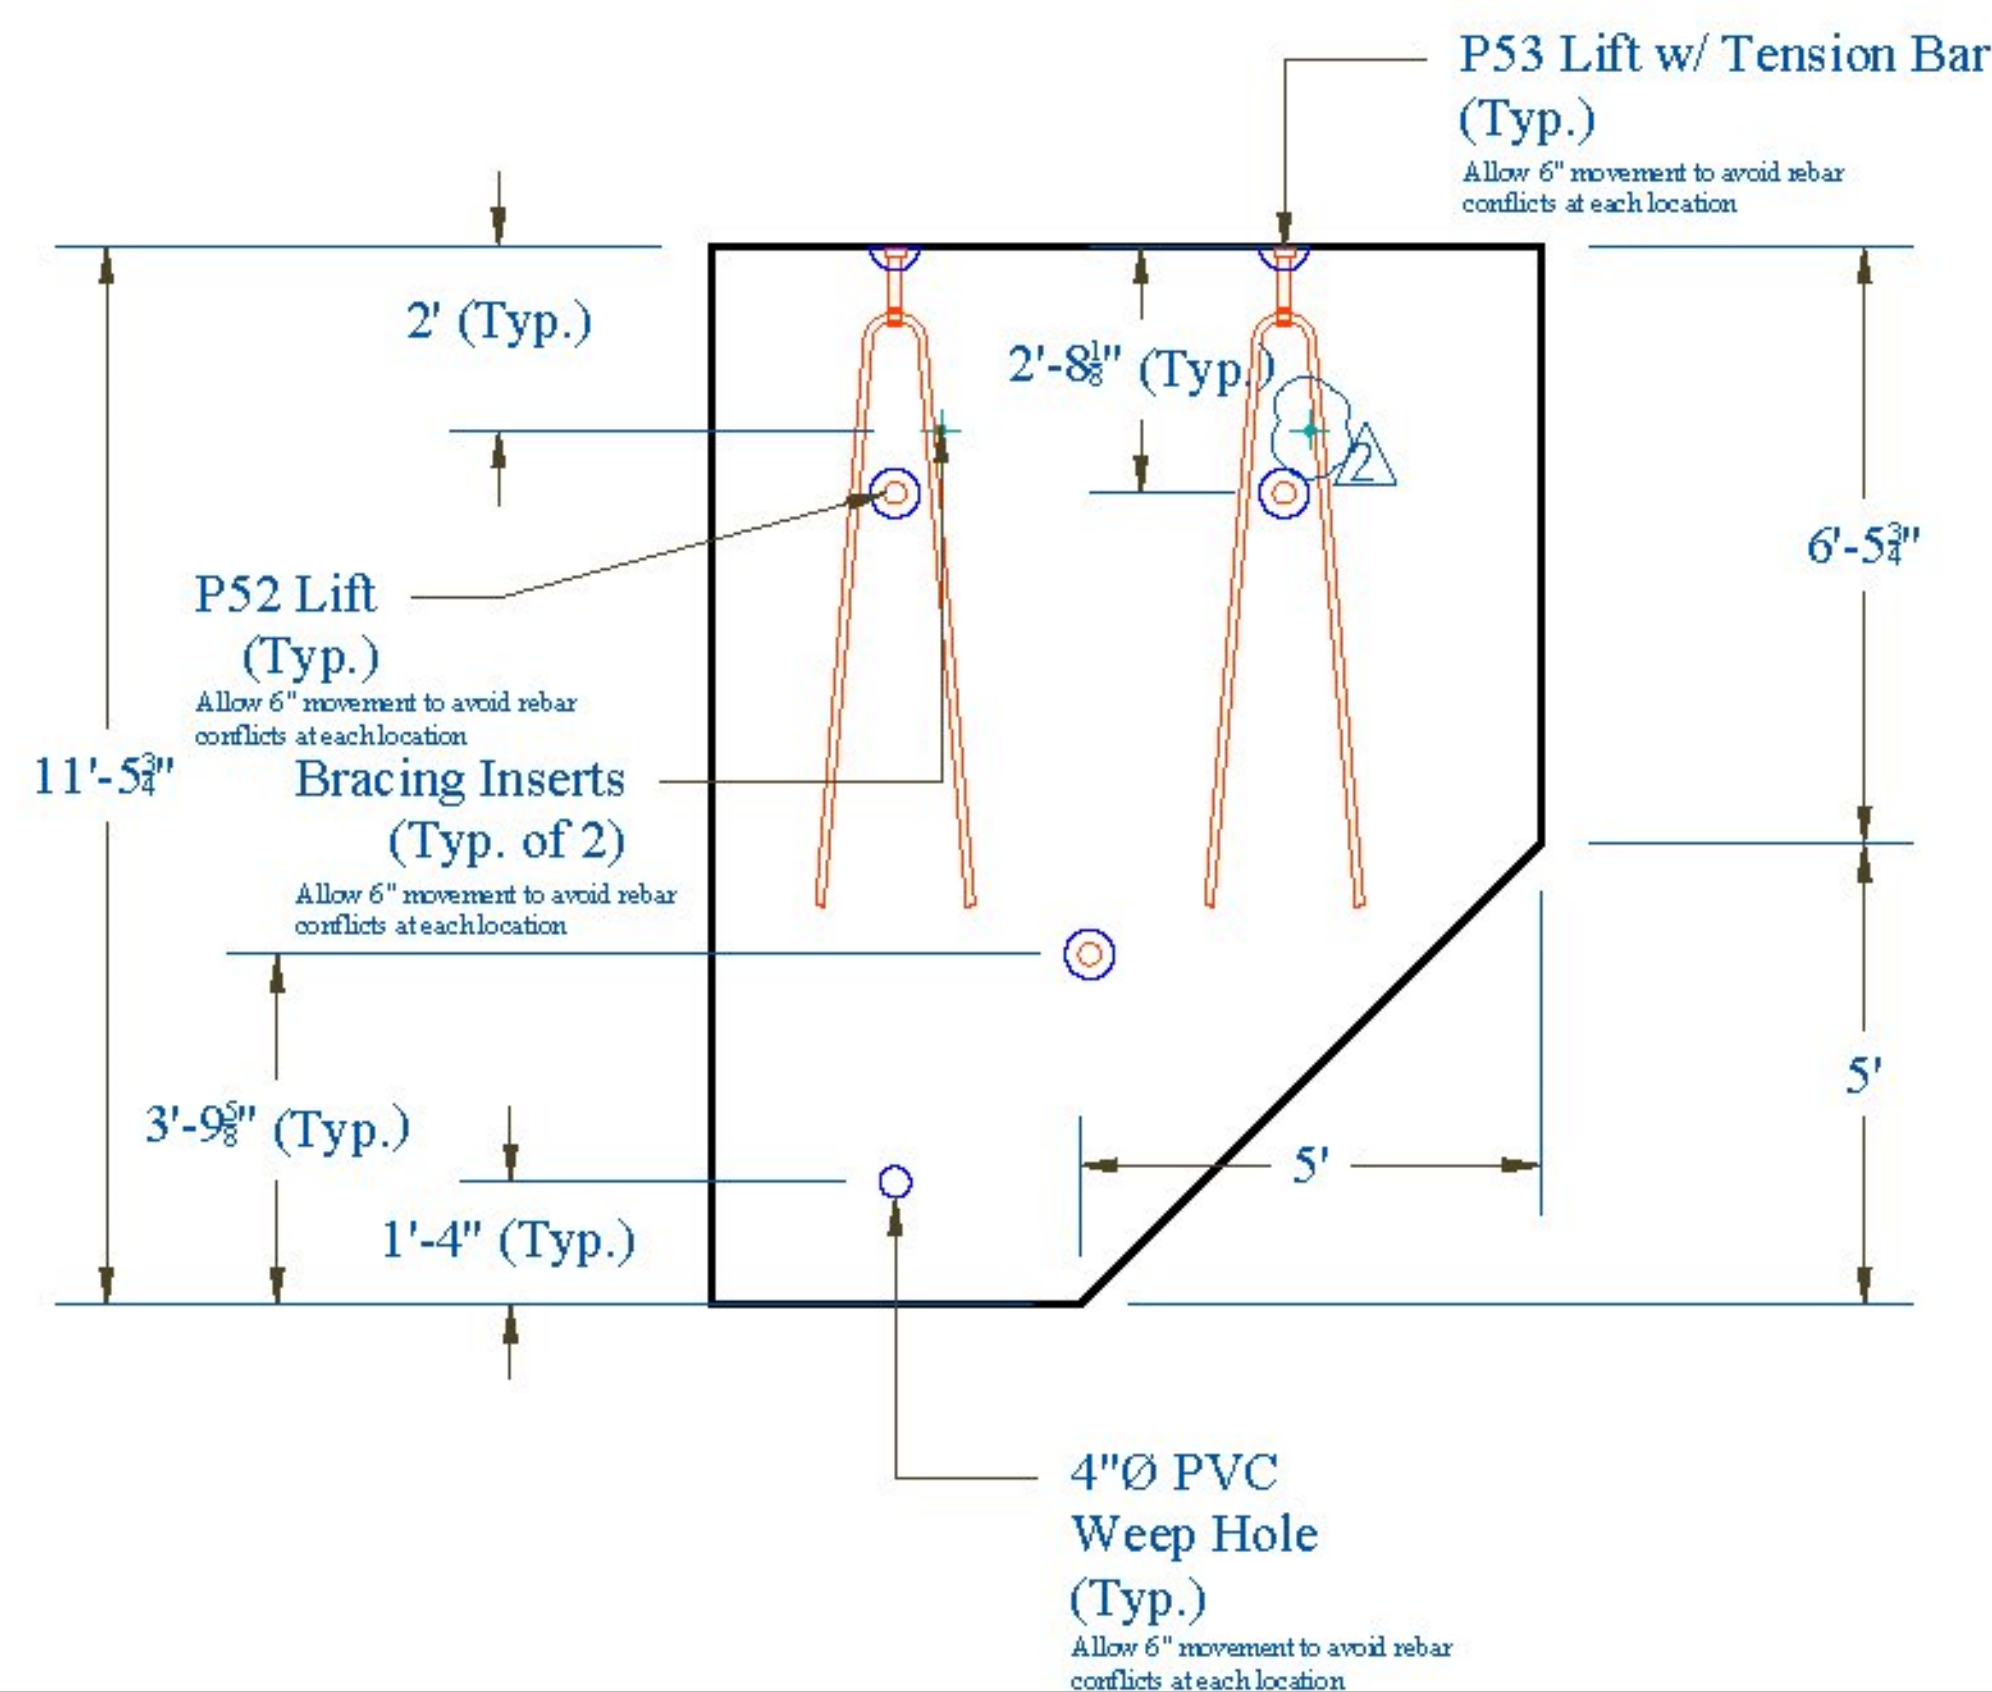 P53 Lift w/ Tension Bar
(Typ.)
Allow 6" movement to avoid rebar
conflicts at each location
2' (Typ.)
2'-8⅛" (Typ.)
2
6'-5¾"
P52 Lift
(Typ.)
Allow 6" movement to avoid rebar
conflicts at each location
11'-5¾"
Bracing Inserts
(Typ. of 2)
Allow 6" movement to avoid rebar
conflicts at each location
5'
3'-9⅝" (Typ.)
5'
1'-4" (Typ.)
4"Ø PVC
Weep Hole
(Typ.)
Allow 6" movement to avoid rebar
conflicts at each location